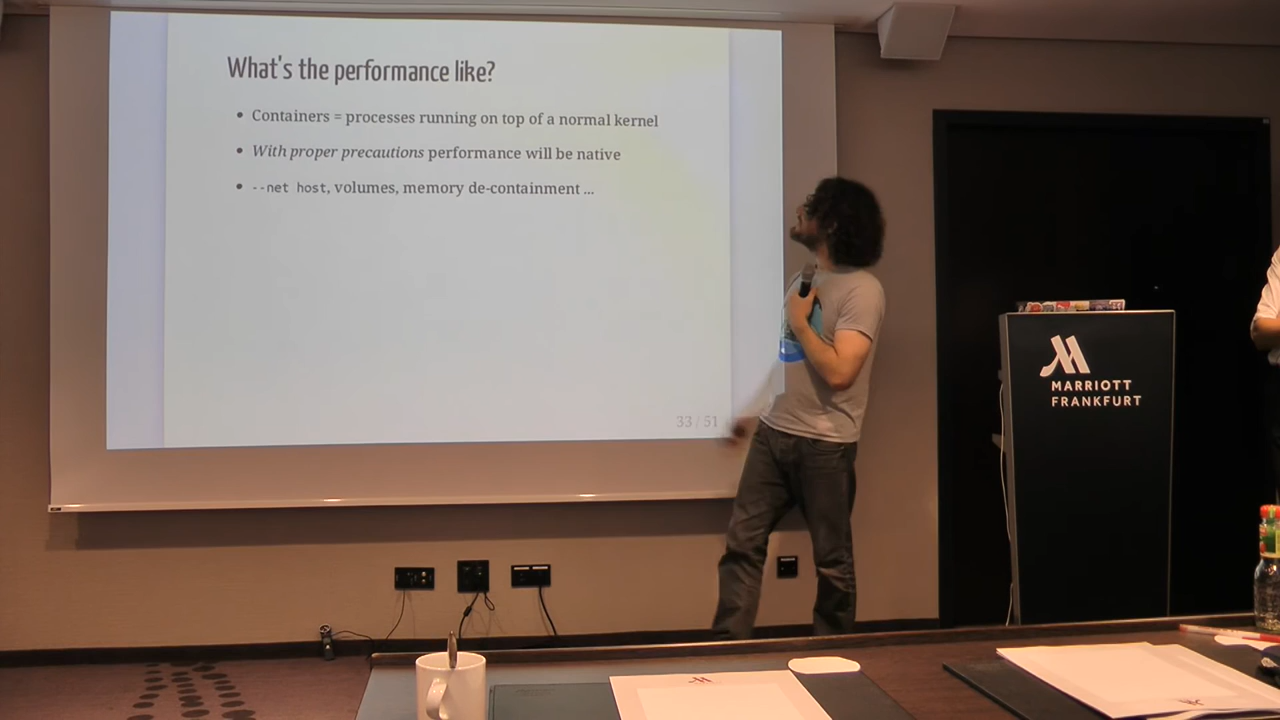 What's the performance like?
• Containers = processes running on top of a normal kernel
• With proper precautions performance will be native
• --net host, volumes, memory de-containment ...
33 / 51
MARRIOTT
FRANKFURT